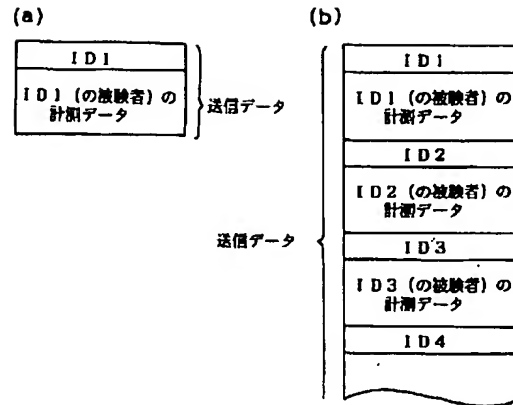 (a)
ID1
ID1(の被験者)の
計測データ
送信データ
(b)
ID1
ID1(の被験者)の
計測データ
ID2
ID2(の被験者)の
計測データ
ID3
ID3(の被験者)の
計測データ
ID4
送信データ